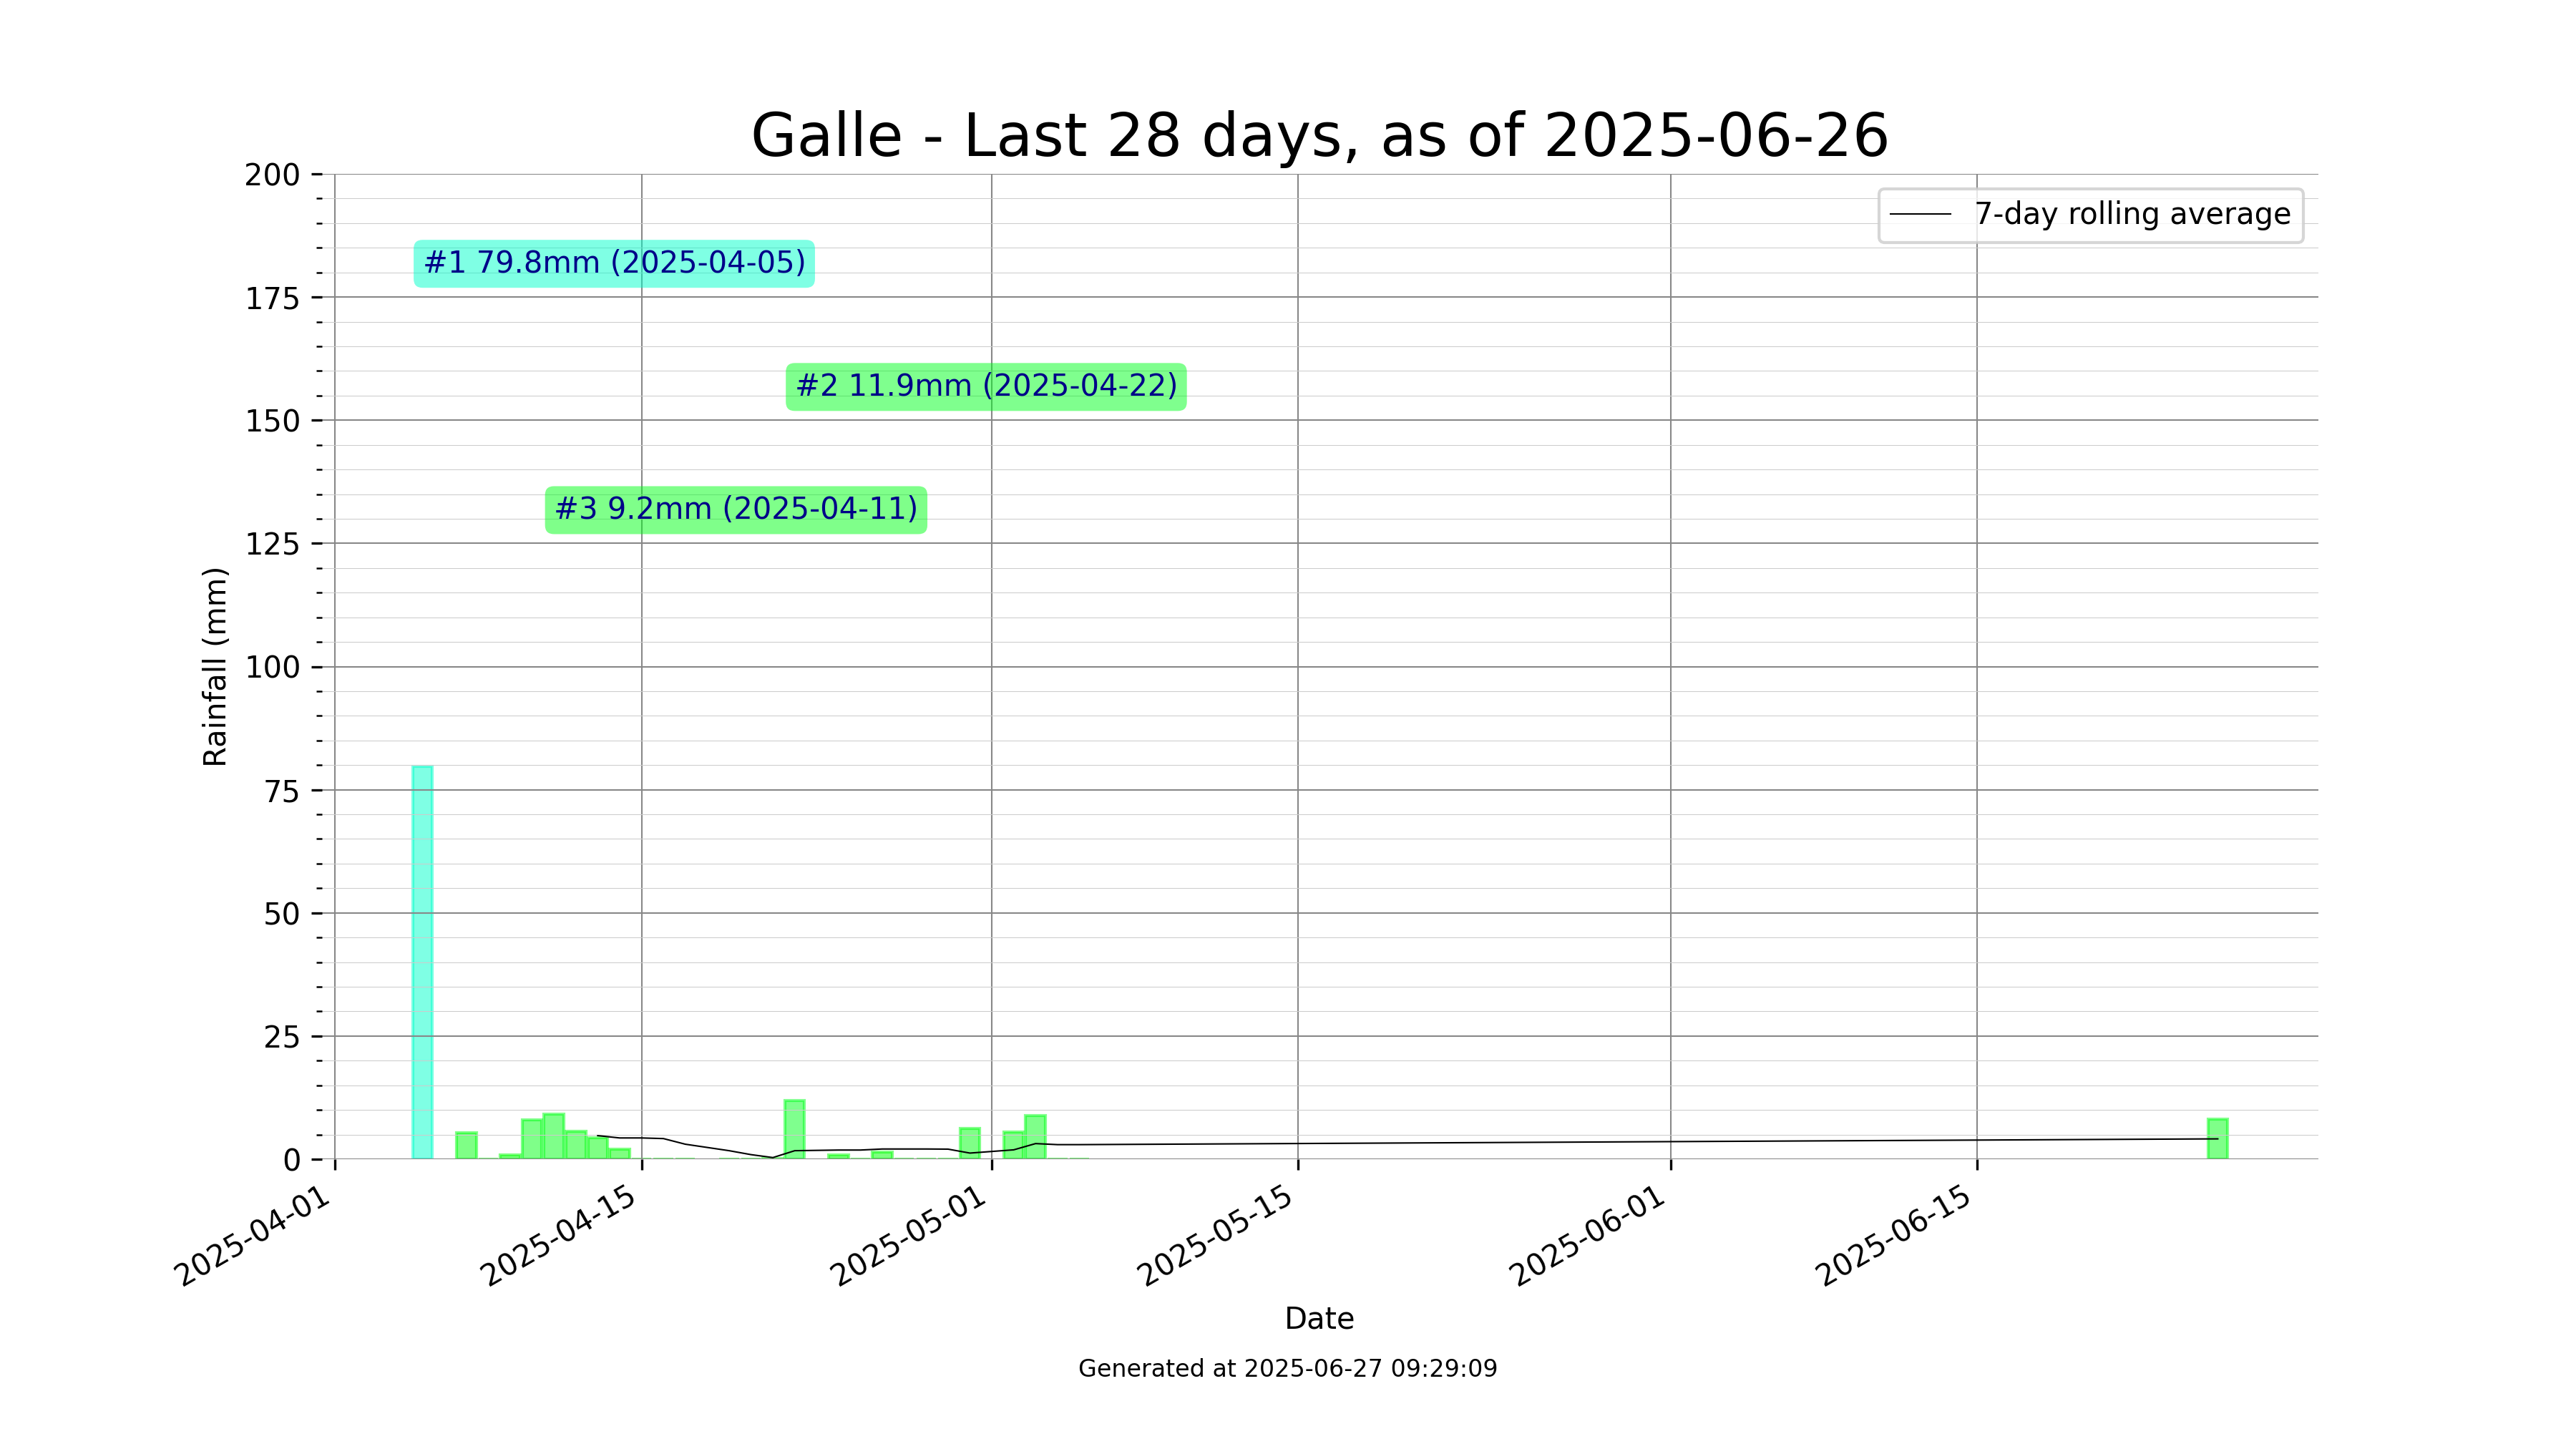 Galle - Last 28 days, as of 2025-06-26
200
175
150
125
100
75
50
25
0
Rainfall (mm)
7-day rolling average
#1 79.8mm (2025-04-05)
#2 11.9mm (2025-04-22)
#3 9.2mm (2025-04-11)
2025-04-01
2025-04-15
2025-05-01
2025-05-15
2025-06-01
2025-06-15
Date
Generated at 2025-06-27 09:29:09